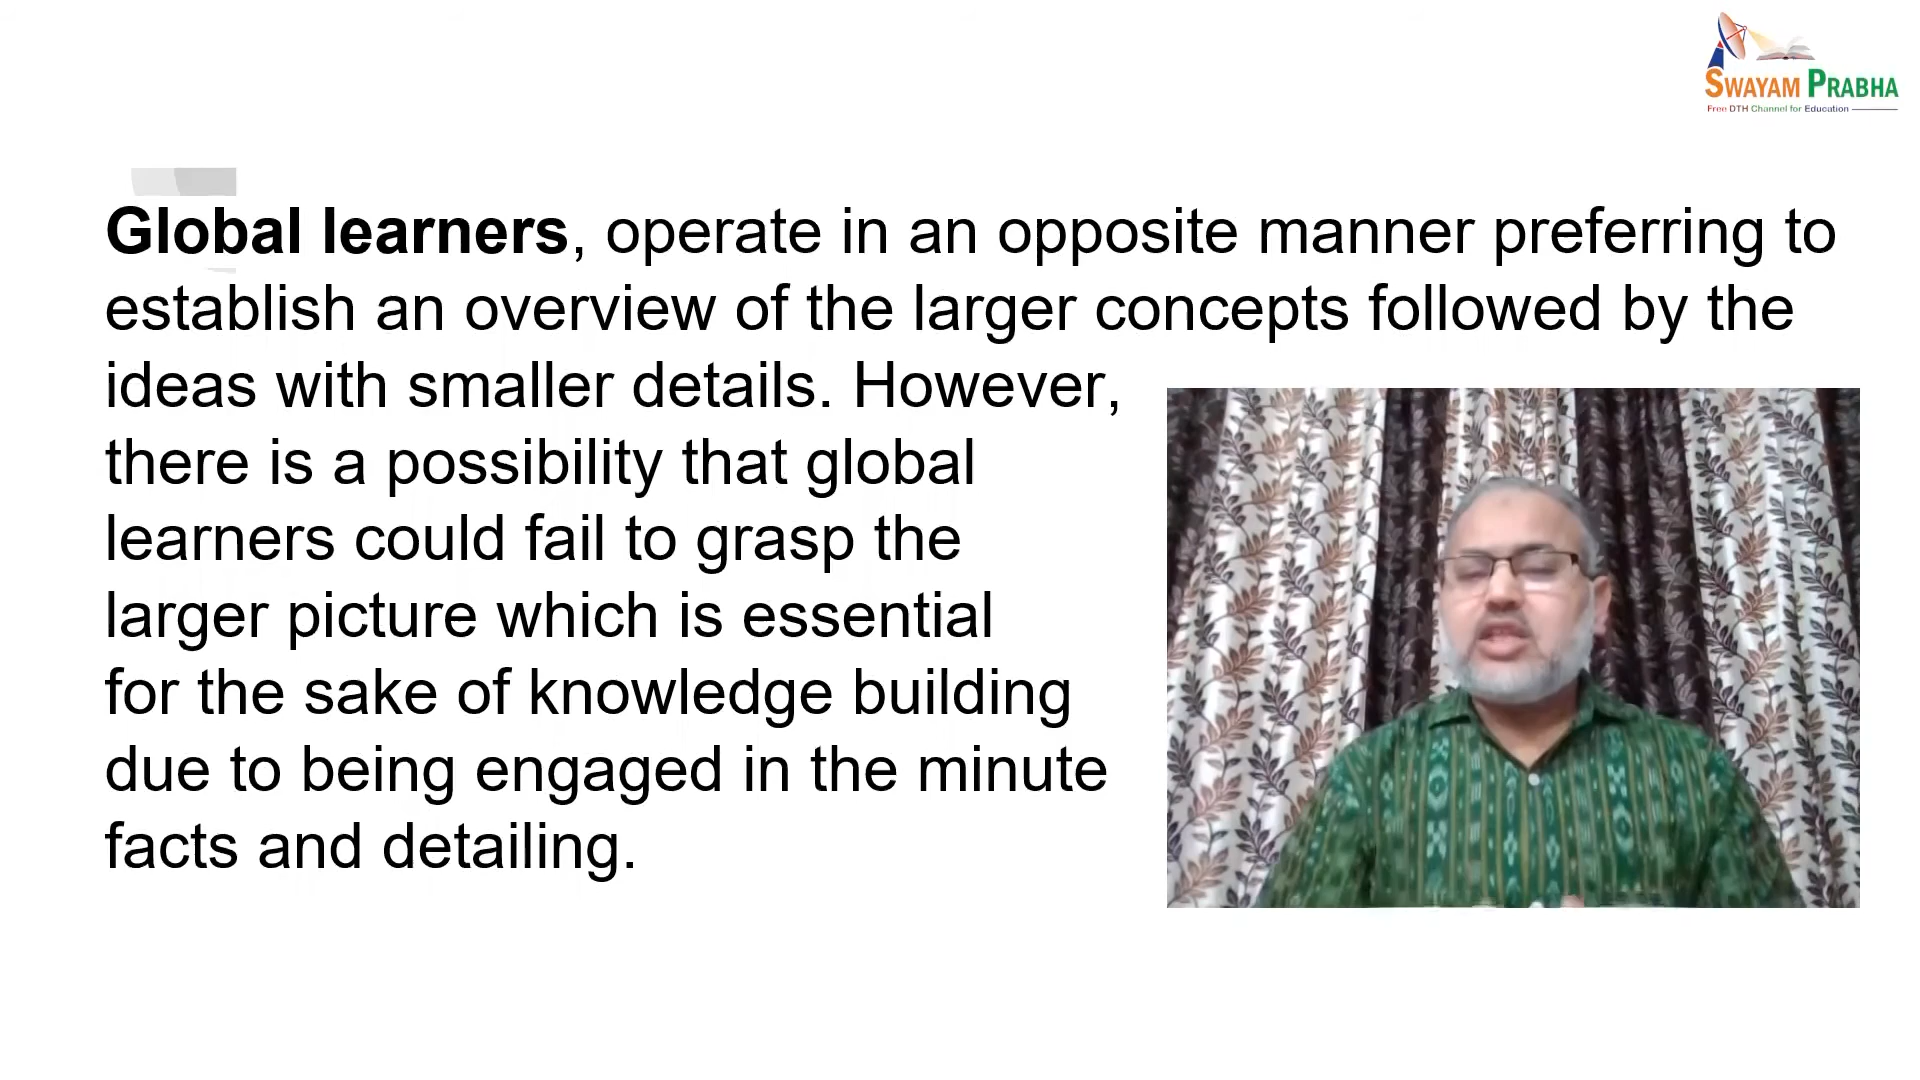 SWAYAM PRABHA
Free DTH Channel for Education
Global learners, operate in an opposite manner preferring to
establish an overview of the larger concepts followed by the
ideas with smaller details. However,
there is a possibility that global
learners could fail to grasp the
larger picture which is essential
for the sake of knowledge building
due to being engaged in the minute
facts and detailing.